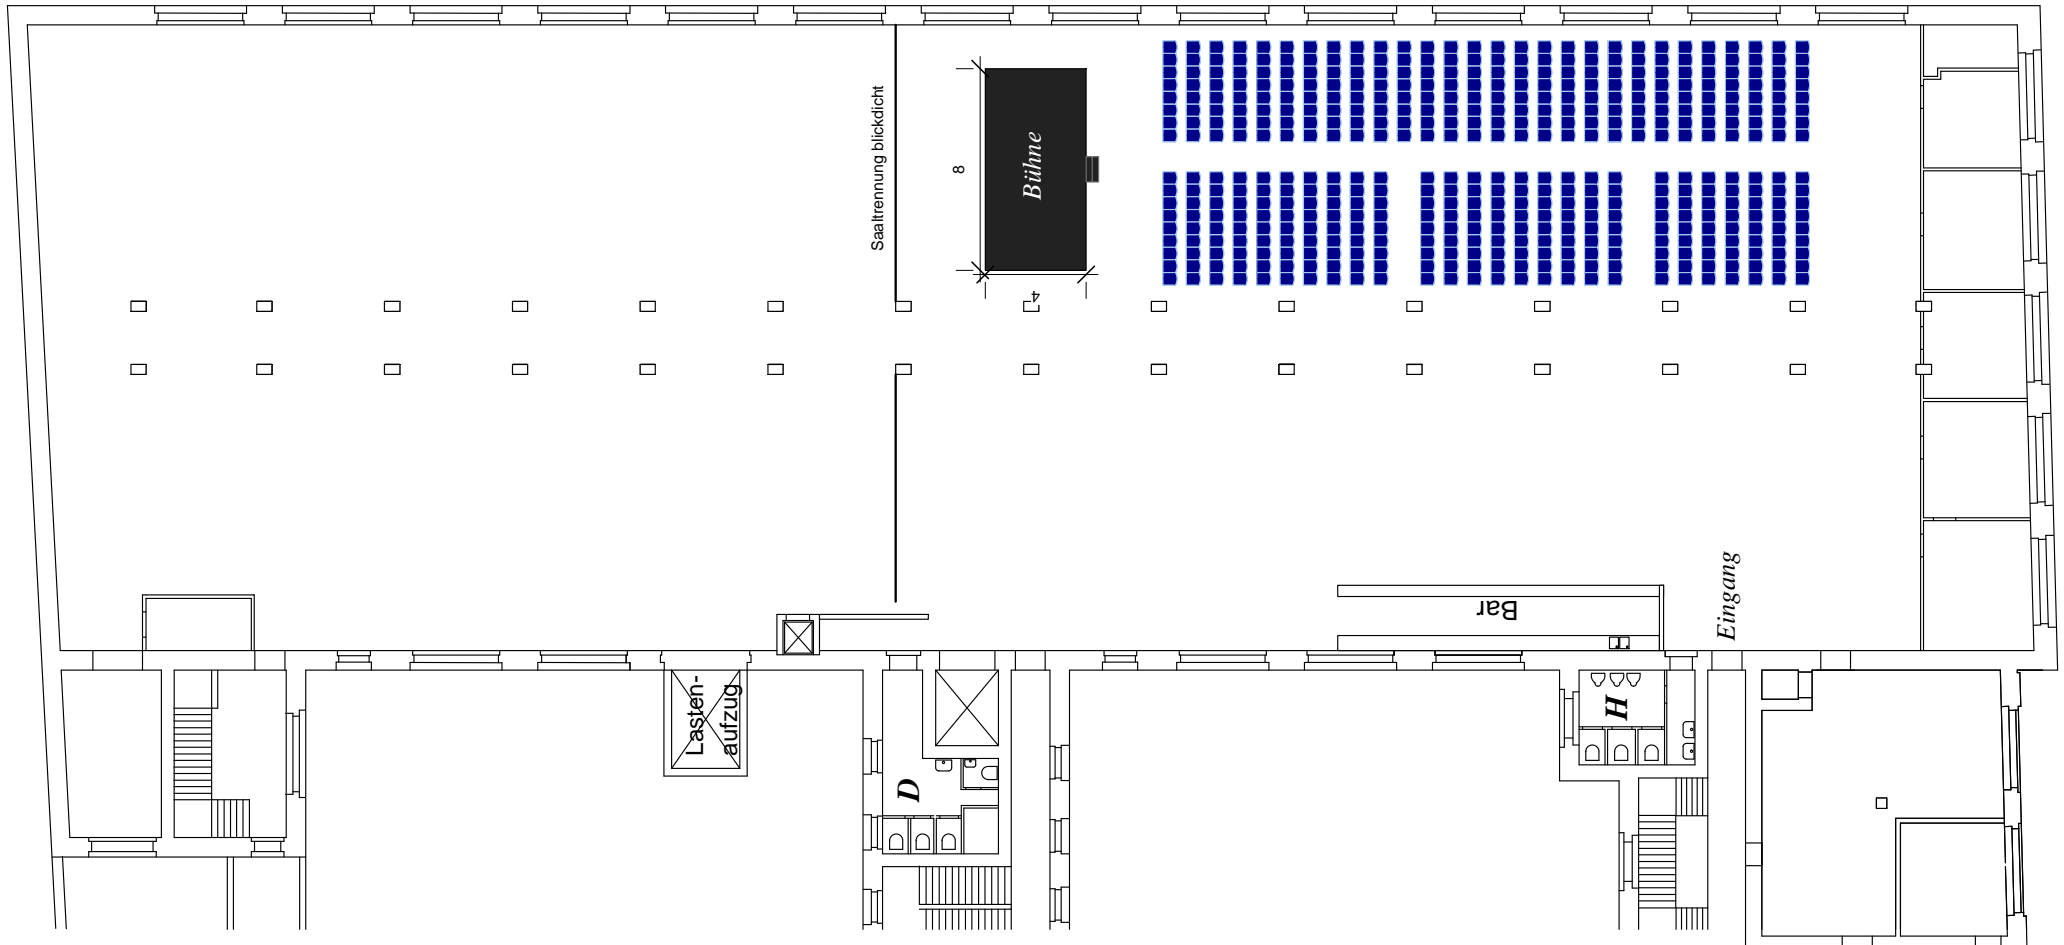 Saaltrennung blickdicht
8
Bühne
4
Bar
Eingang
Lasten-
aufzug
D
H